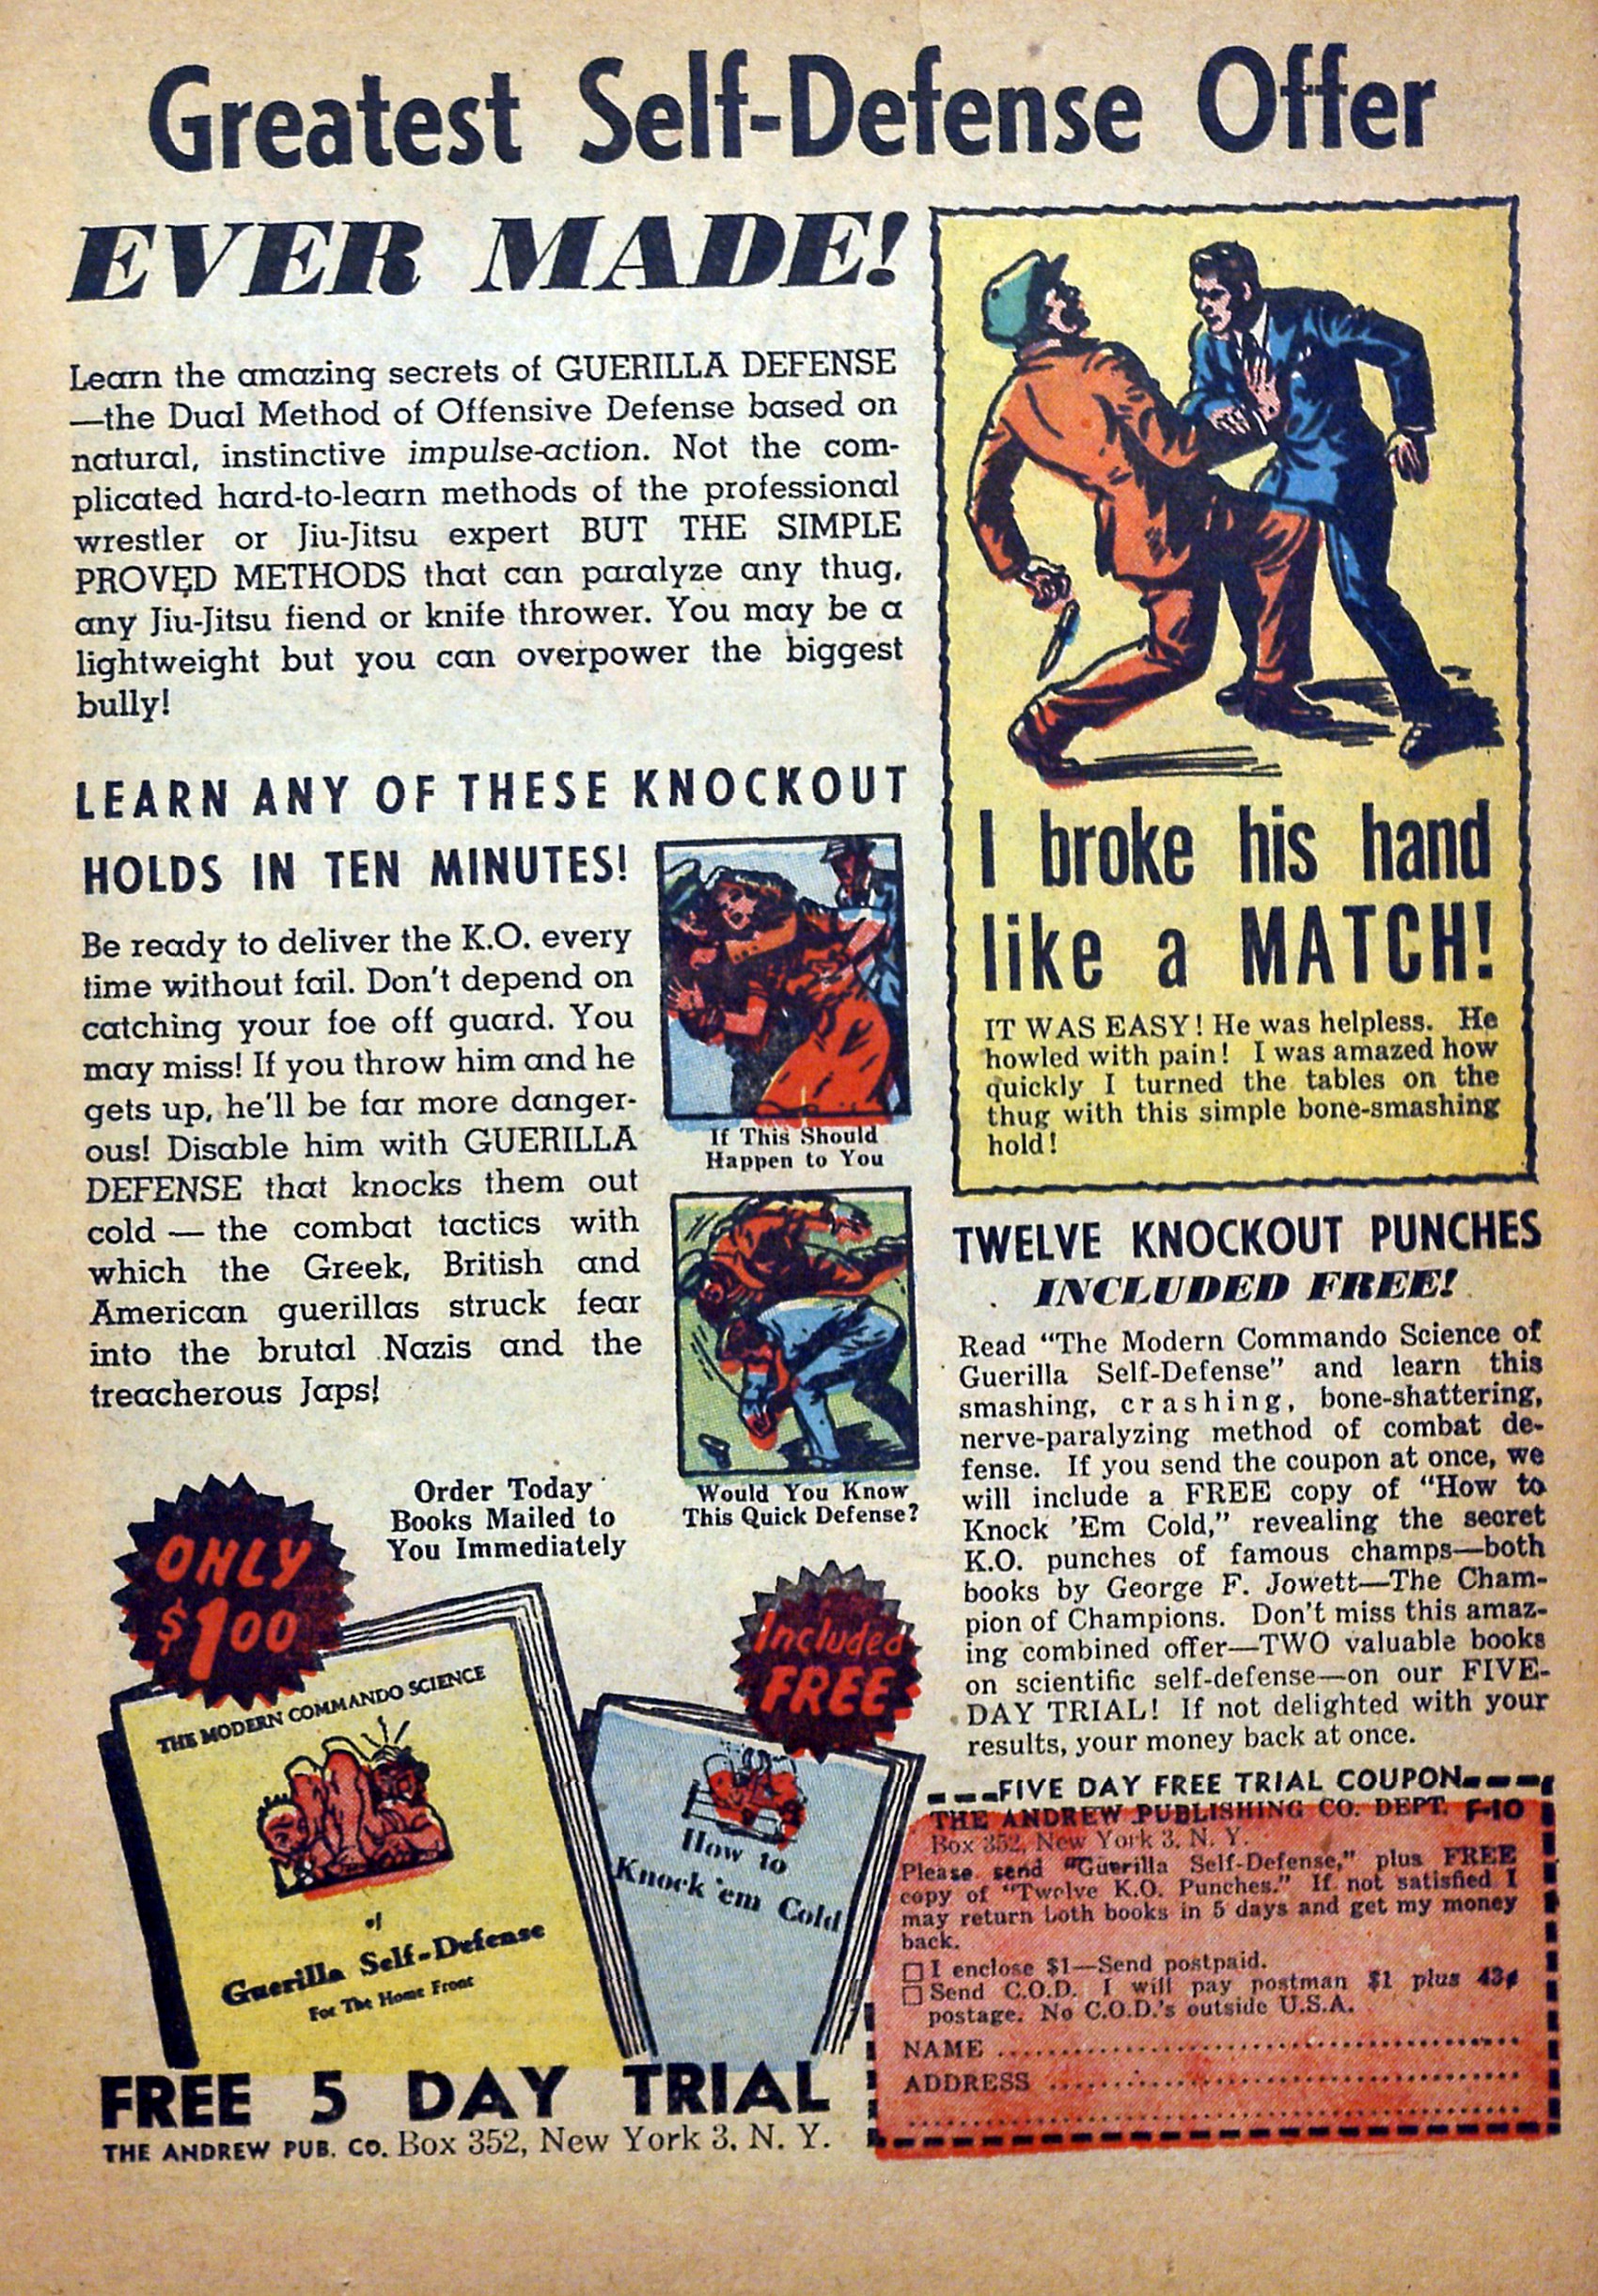 Greatest Self-Defense Offer
EVER MADE!
Learn the amazing secrets of GUERILLA DEFENSE
—the Dual Method of Offensive Defense based on
natural, instinctive impulse-action. Not the com-
plicated hard-to-learn methods of the professional
wrestler or Jiu-Jitsu expert BUT THE SIMPLE
PROVED METHODS that can paralyze any thug,
any Jiu-Jitsu fiend or knife thrower. You may be a
lightweight but you can overpower the biggest
bully!
LEARN ANY OF THESE KNOCKOUT
HOLDS IN TEN MINUTES!
Be ready to deliver the K.O. every
time without fail. Don't depend on
catching your foe off guard. You
may miss! If you throw him and he
gets up, he'll be far more danger-
ous! Disable him with GUERILLA
DEFENSE that knocks them out
cold — the combat tactics with
which the Greek, British and
American guerillas struck fear
into the brutal Nazis and the
treacherous Japs!
If This Should
Happen to You
Would You Know
This Quick Defense?
I broke his hand
like a MATCH!
IT WAS EASY! He was helpless. He
howled with pain! I was amazed how
quickly I turned the tables on the
thug with this simple bone-smashing
hold!
TWELVE KNOCKOUT PUNCHES
INCLUDED FREE!
Read "The Modern Commando Science of
Guerilla Self-Defense" and learn this
smashing, crashing, bone-shattering,
nerve-paralyzing method of combat de-
fense. If you send the coupon at once, we
will include a FREE copy of "How to
Knock 'Em Cold," revealing the secret
K.O. punches of famous champs—both
books by George F. Jowett—The Cham-
pion of Champions. Don't miss this amaz-
ing combined offer—TWO valuable books
on scientific self-defense—on our FIVE-
DAY TRIAL! If not delighted with your
results, your money back at once.
Order Today
Books Mailed to
You Immediately
ONLY
$1.00
THE MODERN COMMANDO SCIENCE
of
Guerilla Self-Defense
For The Home Front
Included
FREE
How to
Knock 'em Cold
FREE 5 DAY TRIAL
THE ANDREW PUB. CO. Box 352, New York 3, N. Y.
FIVE DAY FREE TRIAL COUPON
THE ANDREW PUBLISHING CO. DEPT. F-10
Box 352, New York 3, N. Y.
Please send "Guerilla Self-Defense," plus FREE
copy of "Twelve K.O. Punches." If not satisfied I
may return both books in 5 days and get my money
back.
☐ I enclose $1—Send postpaid.
☐ Send C.O.D. I will pay postman $1 plus 43¢
postage. No C.O.D.'s outside U.S.A.
NAME
ADDRESS